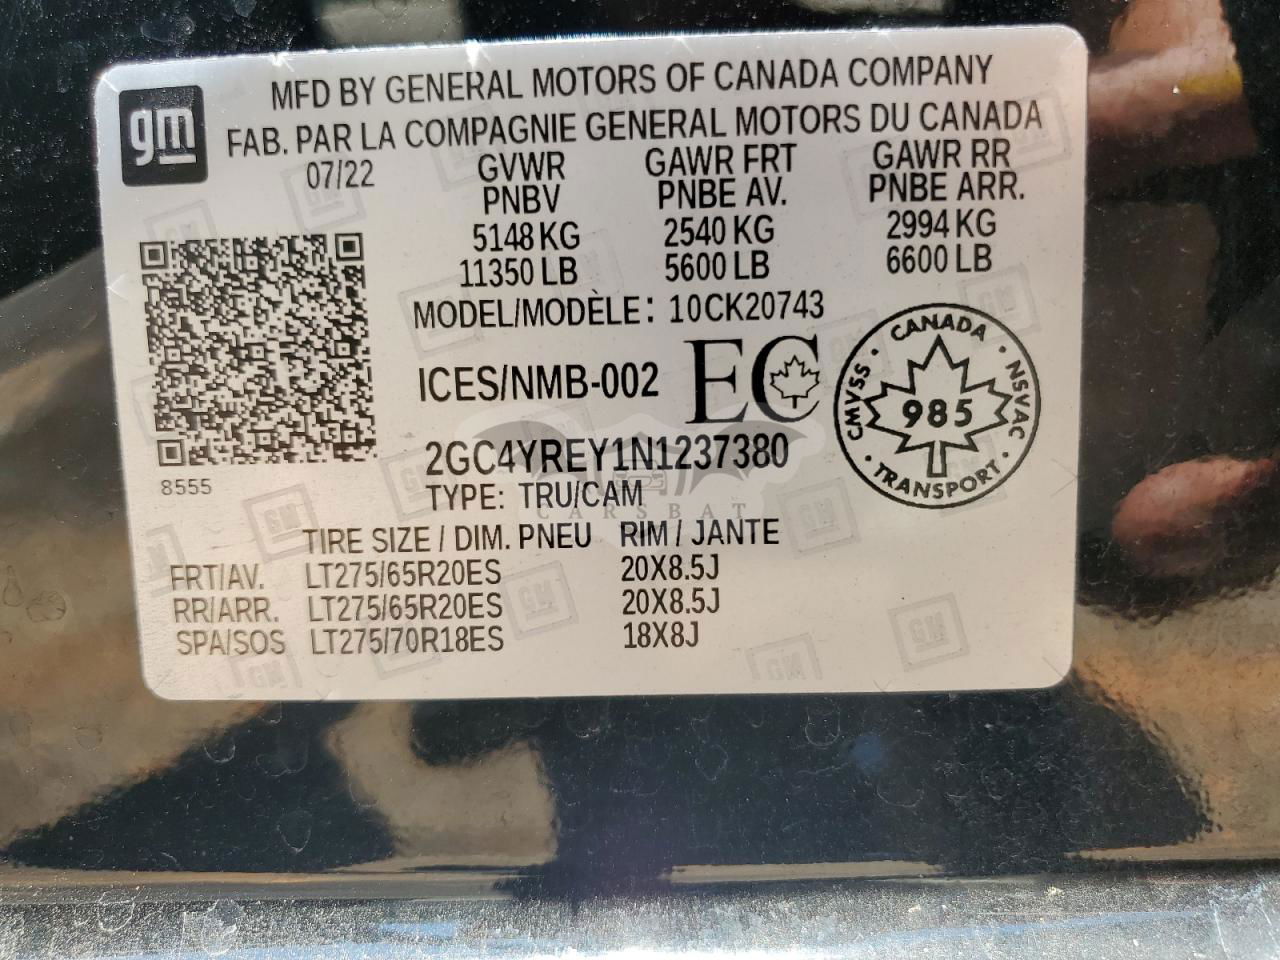 gm
MFD BY GENERAL MOTORS OF CANADA COMPANY
FAB. PAR LA COMPAGNIE GENERAL MOTORS DU CANADA
07/22 GVWR GAWR FRT GAWR RR
PNBV PNBE AV. PNBE ARR.
5148 KG 2540 KG 2994 KG
11350 LB 5600 LB 6600 LB
MODEL/MODÈLE: 10CK20743
ICES/NMB-002 EC
CANADA
CMVSS · 985 · NSVAC
TRANSPORT
2GC4YREY1N1237380
8555
TYPE: TRU/CAM
CARSBAT
TIRE SIZE / DIM. PNEU RIM / JANTE
FRT/AV. LT275/65R20ES 20X8.5J
RR/ARR. LT275/65R20ES 20X8.5J
SPA/SOS LT275/70R18ES 18X8J